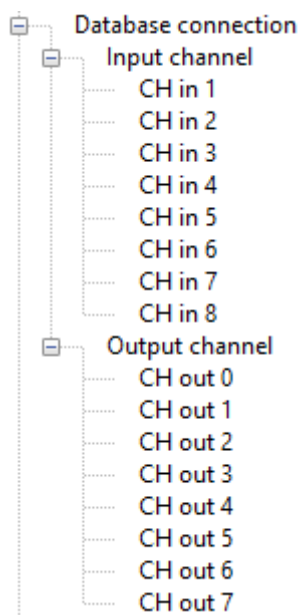 Database connection
Input channel
CH in 1
CH in 2
CH in 3
CH in 4
CH in 5
CH in 6
CH in 7
CH in 8
Output channel
CH out 0
CH out 1
CH out 2
CH out 3
CH out 4
CH out 5
CH out 6
CH out 7